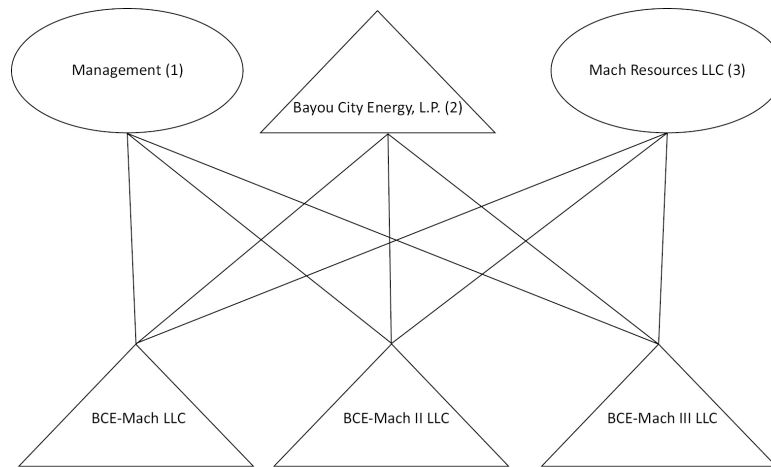 Management (1)
Bayou City Energy, L.P. (2)
Mach Resources LLC (3)
BCE-Mach LLC
BCE-Mach II LLC
BCE-Mach III LLC